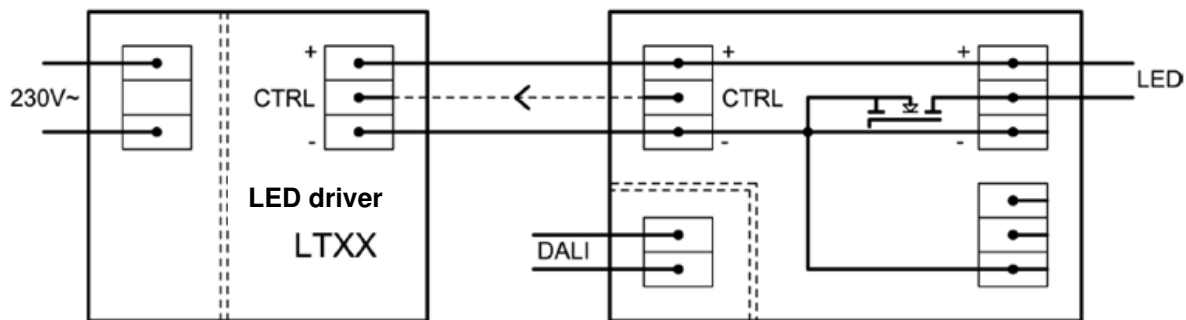 + + +
230V~ CTRL CTRL LED
- - -
LED driver
LTXX DALI